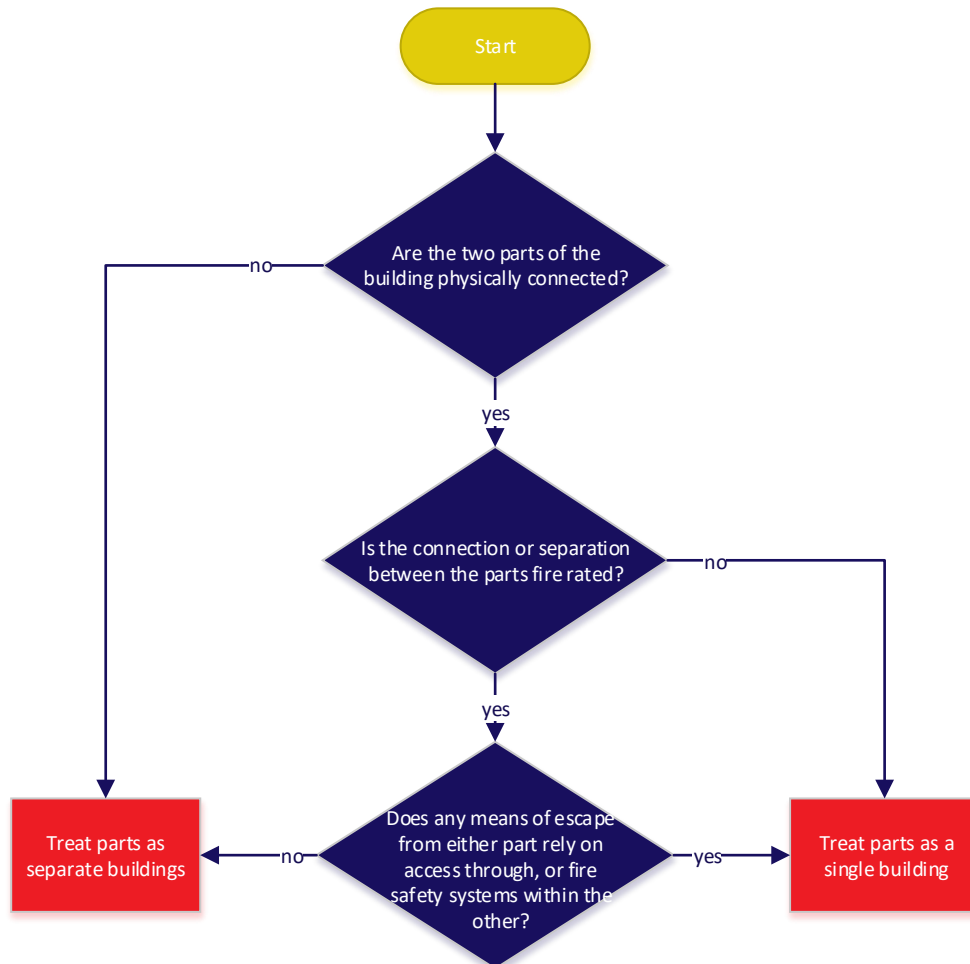 Start
Are the two parts of the
building physically connected?
no
yes
Is the connection or separation
between the parts fire rated?
no
yes
Does any means of escape
from either part rely on
access through, or fire
safety systems within the
other?
no
yes
Treat parts as
separate buildings
Treat parts as a
single building